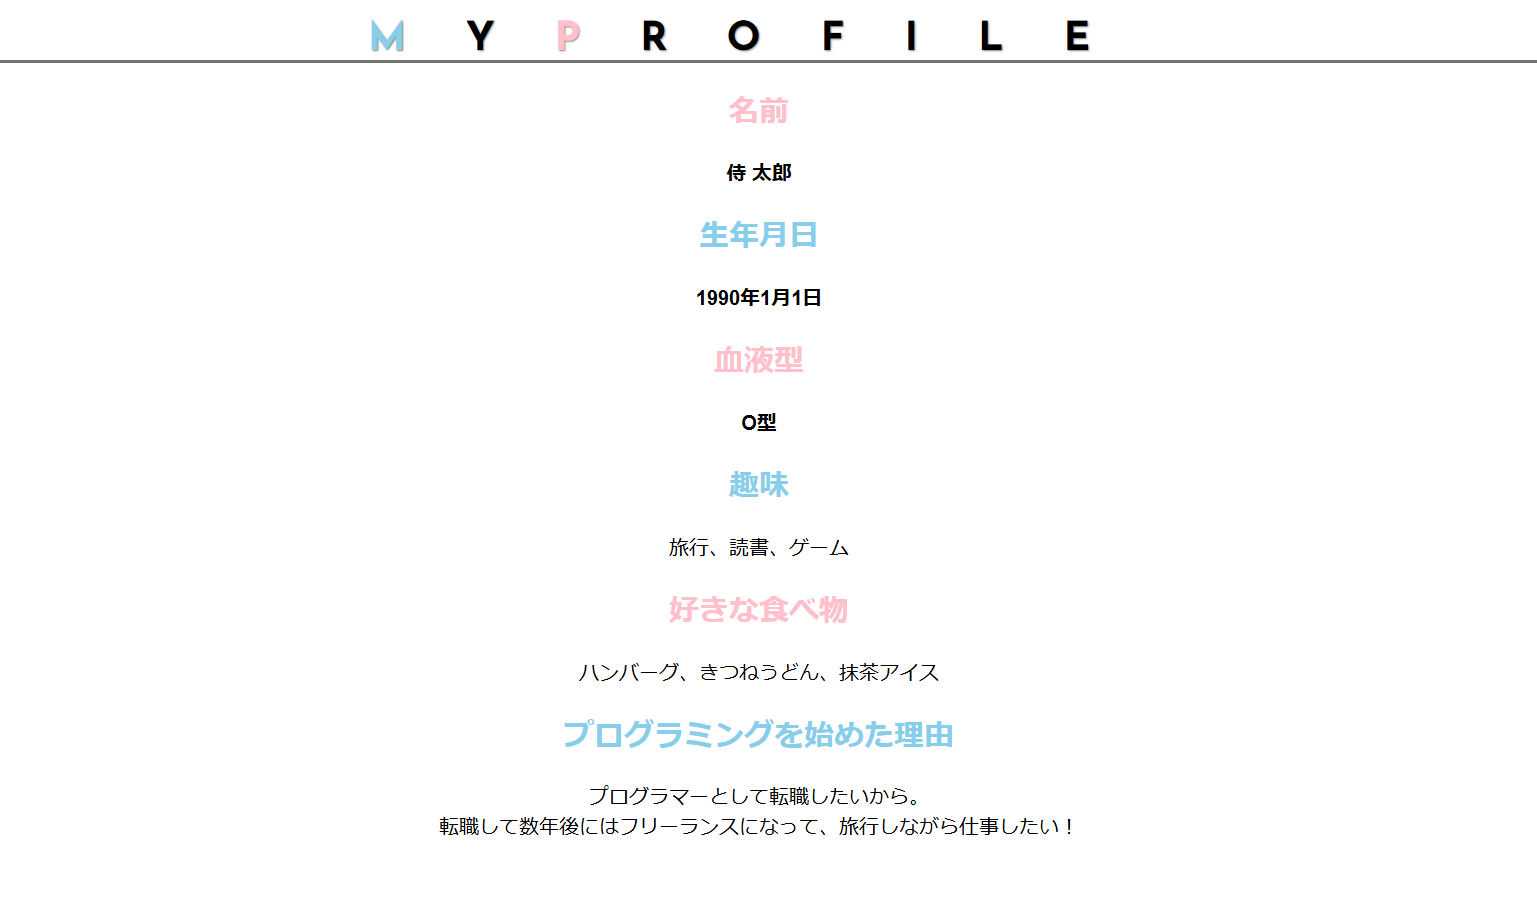 MY PROFILE
名前
侍 太郎
生年月日
1990年1月1日
血液型
O型
趣味
旅行、読書、ゲーム
好きな食べ物
ハンバーグ、きつねうどん、抹茶アイス
プログラミングを始めた理由
プログラマーとして転職したいから。
転職して数年後にはフリーランスになって、旅行しながら仕事したい！